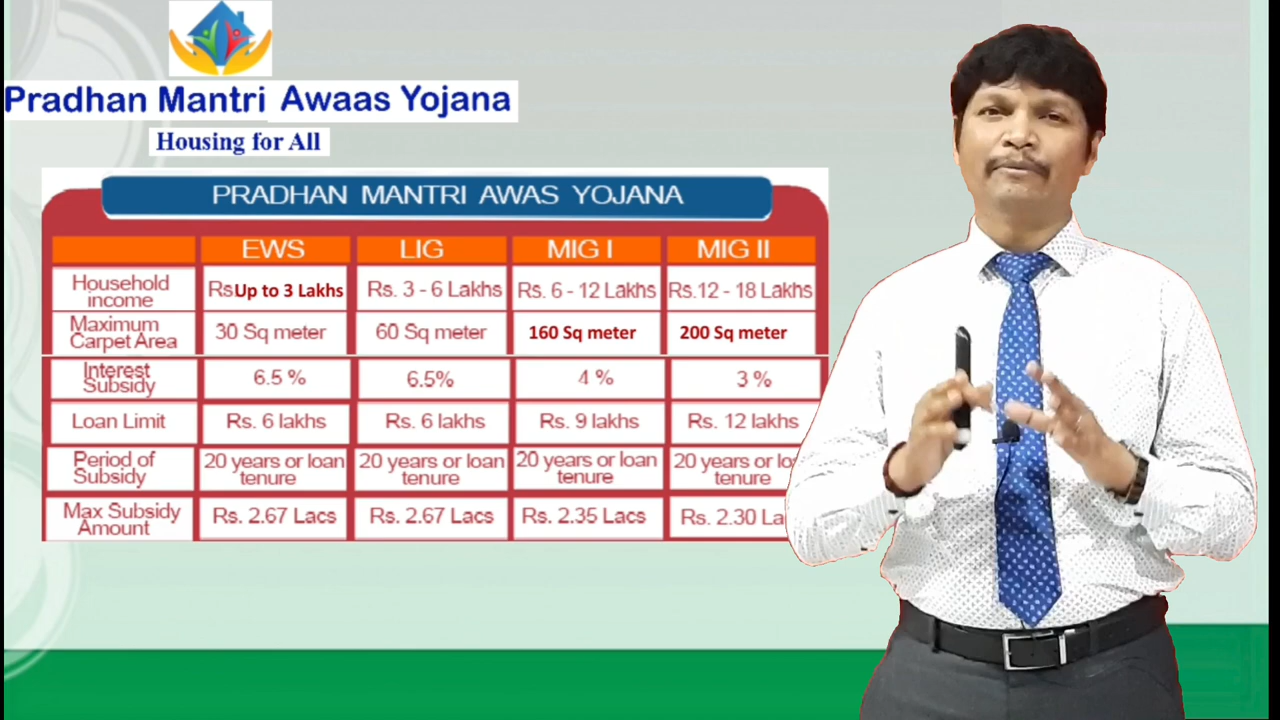 Pradhan Mantri Awaas Yojana
Housing for All
PRADHAN MANTRI AWAS YOJANA
EWS LIG MIG I MIG II
Household income Rs.Up to 3 Lakhs Rs. 3 - 6 Lakhs Rs. 6 - 12 Lakhs Rs.12 - 18 Lakhs
Maximum Carpet Area 30 Sq meter 60 Sq meter 160 Sq meter 200 Sq meter
Interest Subsidy 6.5 % 6.5% 4 % 3 %
Loan Limit Rs. 6 lakhs Rs. 6 lakhs Rs. 9 lakhs Rs. 12 lakhs
Period of Subsidy 20 years or loan tenure 20 years or loan tenure 20 years or loan tenure 20 years or tenure
Max Subsidy Amount Rs. 2.67 Lacs Rs. 2.67 Lacs Rs. 2.35 Lacs Rs. 2.30